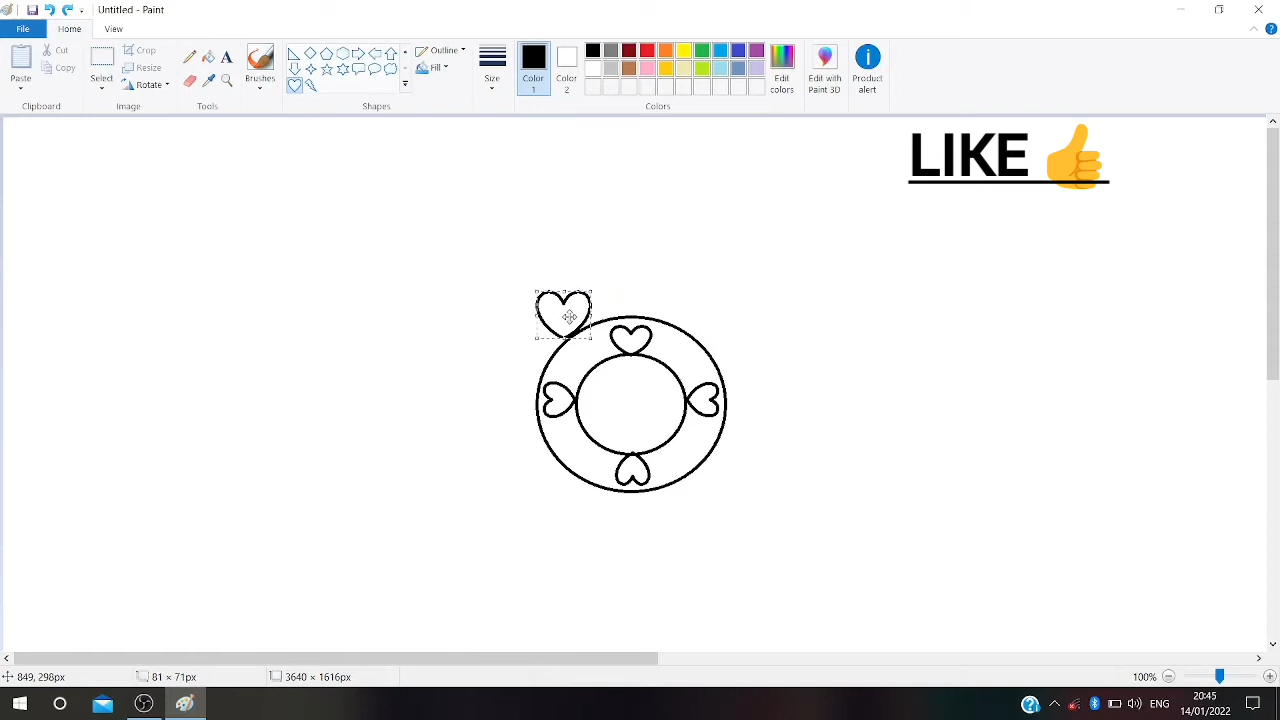 Untitled - Paint
File
Home
View
Paste
Cut
Copy
Clipboard
Select
Crop
Resize
Rotate
Image
A
Tools
Brushes
Outline
Fill
Shapes
Size
Color
1
Color
2
Edit
colors
Colors
Edit with
Paint 3D
Product
alert
LIKE 👍
849, 298px
81 × 71px
3640 × 1616px
100%
20:45
14/01/2022